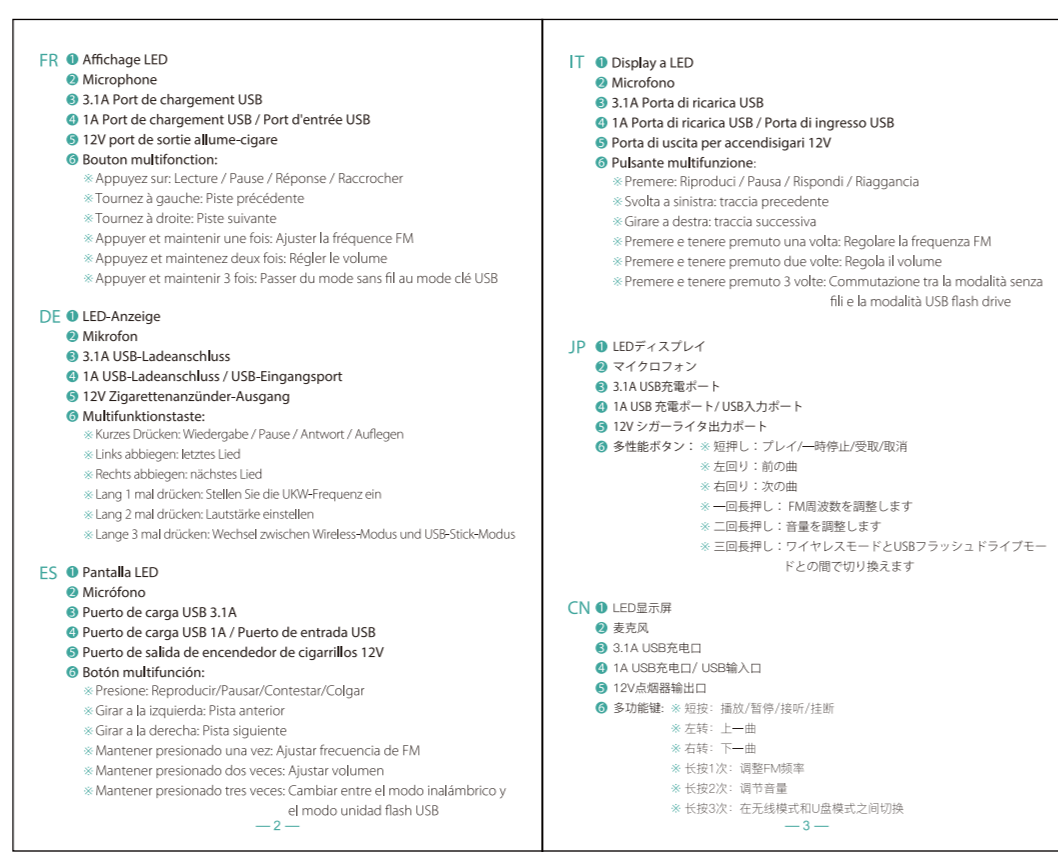 FR ❶ Affichage LED
❷ Microphone
❸ 3.1A Port de chargement USB
❹ 1A Port de chargement USB / Port d'entrée USB
❺ 12V port de sortie allume-cigare
❻ Bouton multifonction:
※ Appuyez sur: Lecture / Pause / Réponse / Raccrocher
※ Tournez à gauche: Piste précédente
※ Tournez à droite: Piste suivante
※ Appuyer et maintenir une fois: Ajuster la fréquence FM
※ Appuyez et maintenez deux fois: Régler le volume
※ Appuyer et maintenir 3 fois: Passer du mode sans fil au mode clé USB
DE ❶ LED-Anzeige
❷ Mikrofon
❸ 3.1A USB-Ladeanschluss
❹ 1A USB-Ladeanschluss / USB-Eingangsport
❺ 12V Zigarettenanzünder-Ausgang
❻ Multifunktionstaste:
※ Kurzes Drücken: Wiedergabe / Pause / Antwort / Auflegen
※ Links abbiegen: letztes Lied
※ Rechts abbiegen: nächstes Lied
※ Lang 1 mal drücken: Stellen Sie die UKW-Frequenz ein
※ Lang 2 mal drücken: Lautstärke einstellen
※ Lange 3 mal drücken: Wechsel zwischen Wireless-Modus und USB-Stick-Modus
ES ❶ Pantalla LED
❷ Micrófono
❸ Puerto de carga USB 3.1A
❹ Puerto de carga USB 1A / Puerto de entrada USB
❺ Puerto de salida de encendedor de cigarrillos 12V
❻ Botón multifunción:
※ Presione: Reproducir/Pausar/Contestar/Colgar
※ Girar a la izquierda: Pista anterior
※ Girar a la derecha: Pista siguiente
※ Mantener presionado una vez: Ajustar frecuencia de FM
※ Mantener presionado dos veces: Ajustar volumen
※ Mantener presionado tres veces: Cambiar entre el modo inalámbrico y
el modo unidad flash USB
— 2 —
IT ❶ Display a LED
❷ Microfono
❸ 3.1A Porta di ricarica USB
❹ 1A Porta di ricarica USB / Porta di ingresso USB
❺ Porta di uscita per accendisigari 12V
❻ Pulsante multifunzione:
※ Premere: Riproduci / Pausa / Rispondi / Riaggancia
※ Svolta a sinistra: traccia precedente
※ Girare a destra: traccia successiva
※ Premere e tenere premuto una volta: Regolare la frequenza FM
※ Premere e tenere premuto due volte: Regola il volume
※ Premere e tenere premuto 3 volte: Commutazione tra la modalità senza
fili e la modalità USB flash drive
JP ❶ LEDディスプレイ
❷ マイクロフォン
❸ 3.1A USB充電ポート
❹ 1A USB 充電ポート/ USB入力ポート
❺ 12V シガーライタ出力ポート
❻ 多性能ボタン： ※ 短押し：プレイ/一時停止/受取/取消
※ 左回り：前の曲
※ 右回り：次の曲
※ 一回長押し： FM周波数を調整します
※ 二回長押し：音量を調整します
※ 三回長押し：ワイヤレスモードとUSBフラッシュドライブモー
ドとの間で切り換えます
CN ❶ LED显示屏
❷ 麦克风
❸ 3.1A USB充电口
❹ 1A USB充电口/ USB输入口
❺ 12V点烟器输出口
❻ 多功能键: ※ 短按：播放/暂停/接听/挂断
※ 左转：上一曲
※ 右转：下一曲
※ 长按1次：调整FM频率
※ 长按2次：调节音量
※ 长按3次：在无线模式和U盘模式之间切换
— 3 —